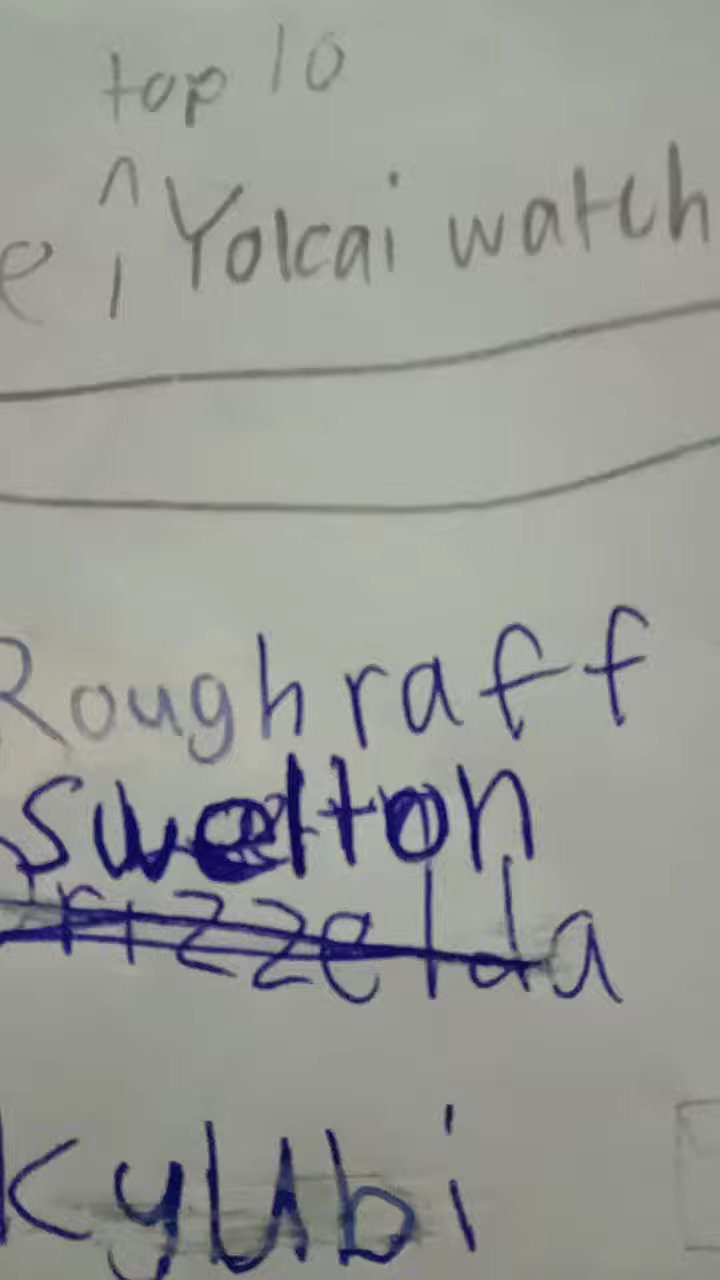 top 10
e ^ Yokai watch
Roughraff
Swelton
Frizzelda
kyubi